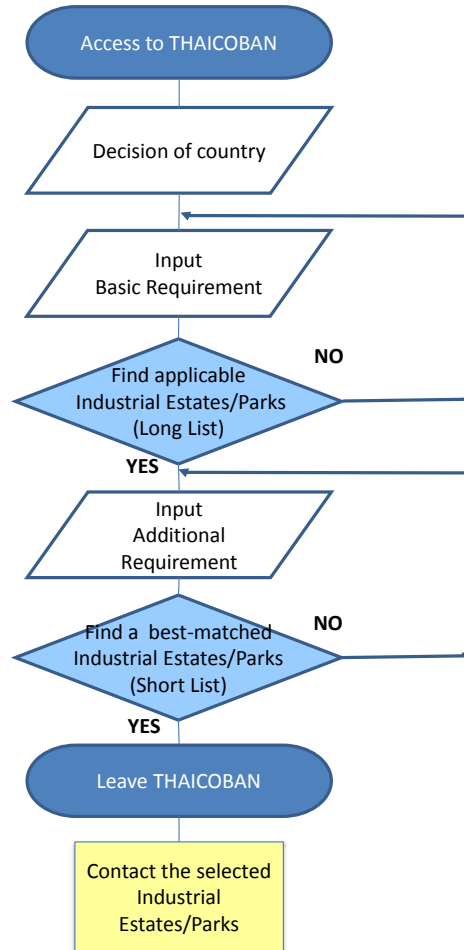 Access to THAICOBAN
Decision of country
Input
Basic Requirement
NO
Find applicable
Industrial Estates/Parks
(Long List)
YES
Input
Additional
Requirement
NO
Find a best-matched
Industrial Estates/Parks
(Short List)
YES
Leave THAICOBAN
Contact the selected
Industrial
Estates/Parks